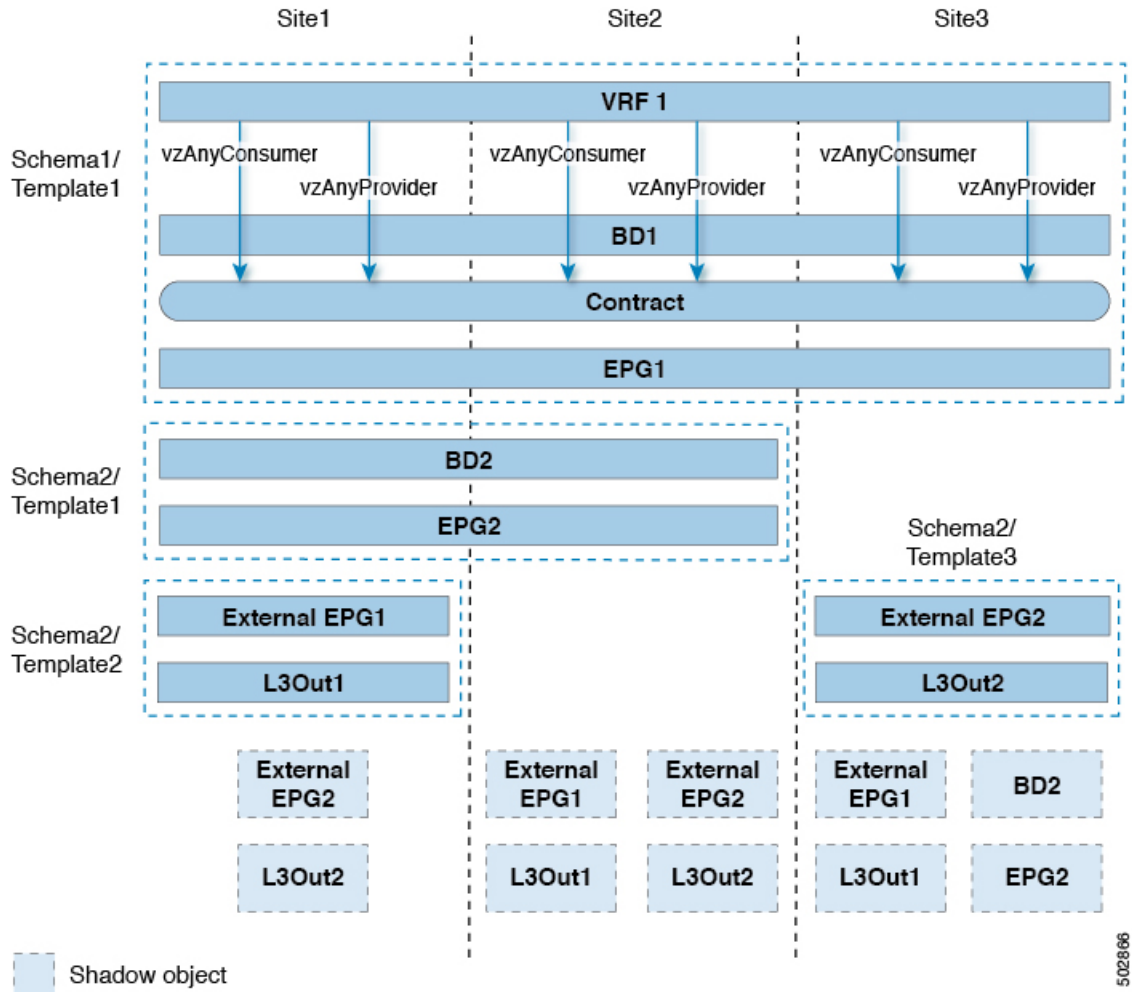 Site1
Site2
Site3
Schema1/
Template1
VRF 1
vzAnyConsumer
vzAnyProvider
vzAnyConsumer
vzAnyProvider
vzAnyConsumer
vzAnyProvider
BD1
Contract
EPG1
Schema2/
Template1
BD2
EPG2
Schema2/
Template3
Schema2/
Template2
External EPG1
L3Out1
External EPG2
L3Out2
External
EPG2
L3Out2
External
EPG1
External
EPG2
L3Out1
L3Out2
External
EPG1
BD2
L3Out1
EPG2
Shadow object
502866